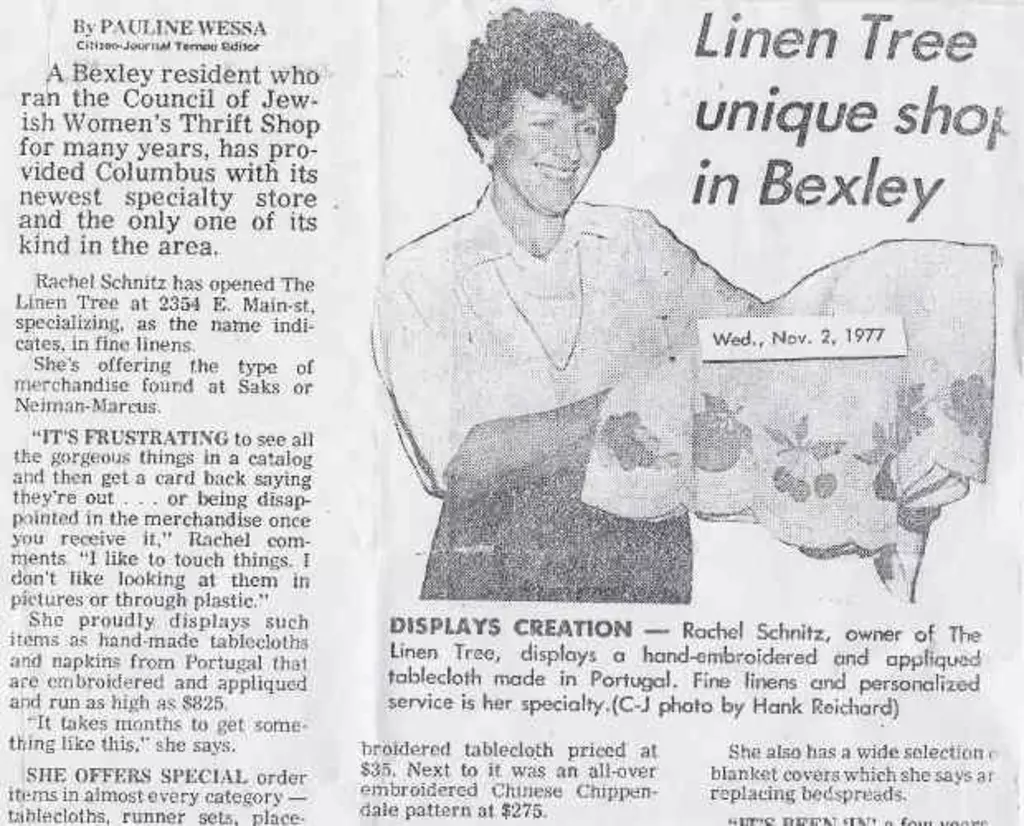 By PAULINE WESSA
Citizen-Journal Tempo Editor
A Bexley resident who
ran the Council of Jew-
ish Women's Thrift Shop
for many years, has pro-
vided Columbus with its
newest specialty store
and the only one of its
kind in the area.
Rachel Schnitz has opened The
Linen Tree at 2354 E. Main-st,
specializing, as the name indi-
cates, in fine linens.
She's offering the type of
merchandise found at Saks or
Neiman-Marcus.
"IT'S FRUSTRATING to see all
the gorgeous things in a catalog
and then get a card back saying
they're out . . . or being disap-
pointed in the merchandise once
you receive it," Rachel com-
ments. "I like to touch things. I
don't like looking at them in
pictures or through plastic."
She proudly displays such
items as hand-made tablecloths
and napkins from Portugal that
are embroidered and appliqued
and run as high as $825.
"It takes months to get some-
thing like this," she says.
SHE OFFERS SPECIAL order
items in almost every category —
tablecloths, runner sets, place-
Linen Tree
unique shop
in Bexley
Wed., Nov. 2, 1977
DISPLAYS CREATION — Rachel Schnitz, owner of The
Linen Tree, displays a hand-embroidered and appliqued
tablecloth made in Portugal. Fine linens and personalized
service is her specialty.(C-J photo by Hank Reichard)
broidered tablecloth priced at
$35. Next to it was an all-over
embroidered Chinese Chippen-
dale pattern at $275.
She also has a wide selection
blanket covers which she says ar
replacing bedspreads.
"IT'S BEEN 'IN' a few years